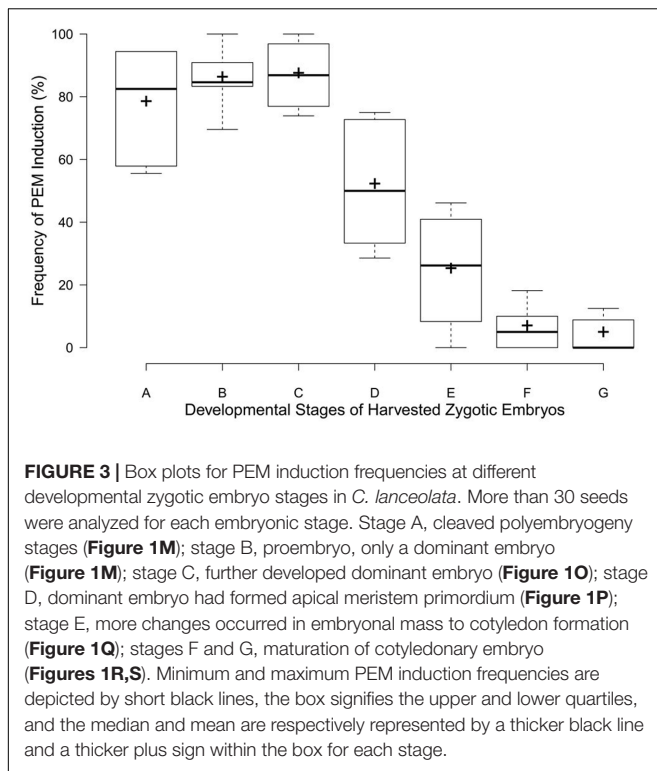 100
80
60
40
20
0
Frequency of PEM Induction (%)
A B C D E F G
Developmental Stages of Harvested Zygotic Embryos
FIGURE 3 | Box plots for PEM induction frequencies at different
developmental zygotic embryo stages in C. lanceolata. More than 30 seeds
were analyzed for each embryonic stage. Stage A, cleaved polyembryogeny
stages (Figure 1M); stage B, proembryo, only a dominant embryo
(Figure 1M); stage C, further developed dominant embryo (Figure 1O); stage
D, dominant embryo had formed apical meristem primordium (Figure 1P);
stage E, more changes occurred in embryonal mass to cotyledon formation
(Figure 1Q); stages F and G, maturation of cotyledonary embryo
(Figures 1R,S). Minimum and maximum PEM induction frequencies are
depicted by short black lines, the box signifies the upper and lower quartiles,
and the median and mean are respectively represented by a thicker black line
and a thicker plus sign within the box for each stage.